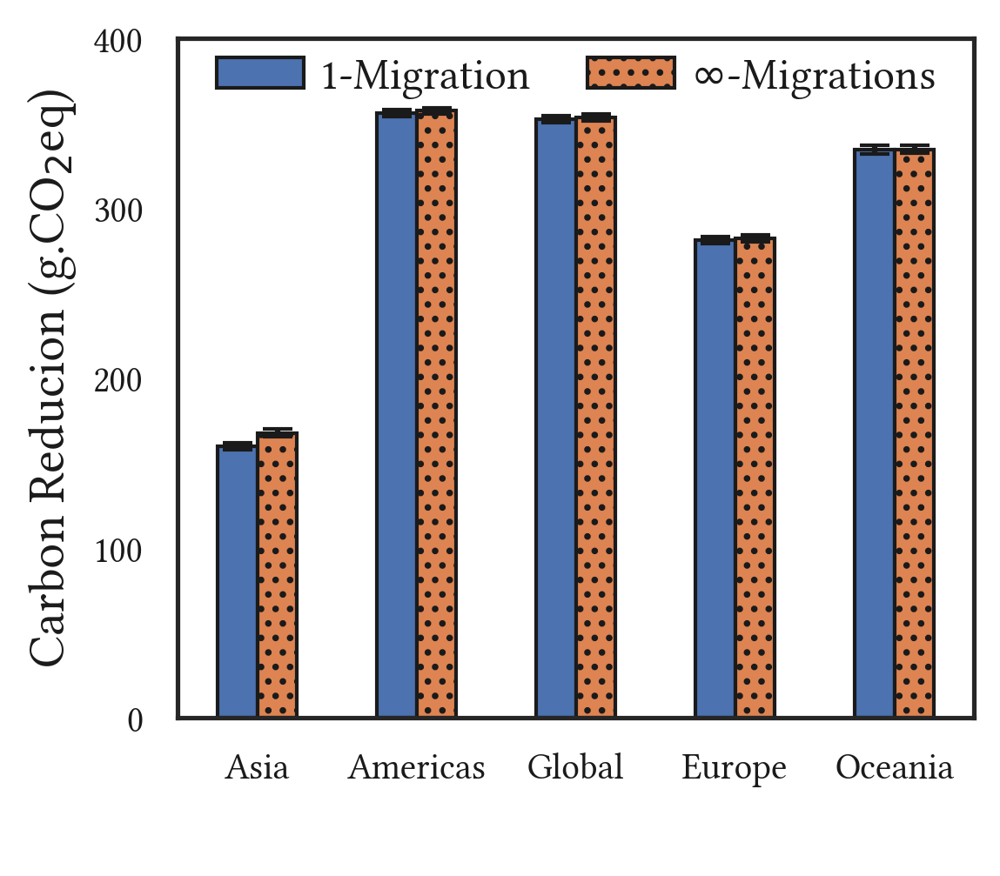 Carbon Reducion (g.CO₂eq)
400
300
200
100
0
1-Migration
∞-Migrations
Asia
Americas
Global
Europe
Oceania